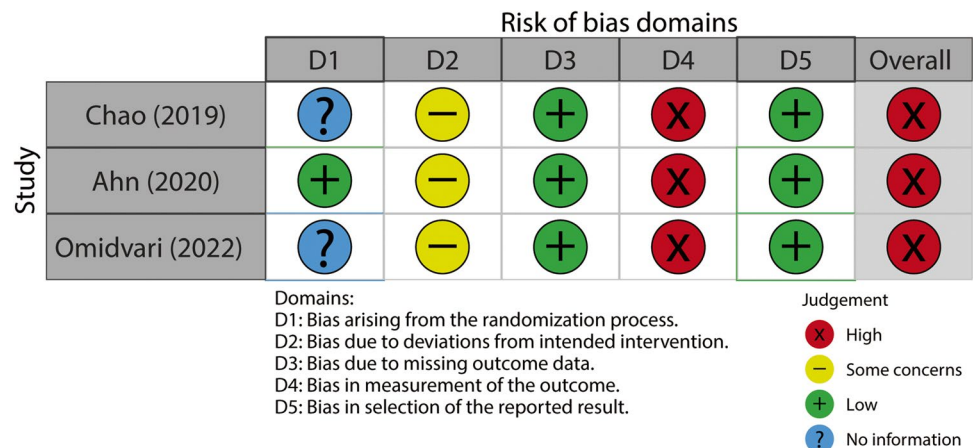 Risk of bias domains
D1 D2 D3 D4 D5 Overall
Study
Chao (2019) ? − + X + X
Ahn (2020) + − + X + X
Omidvari (2022) ? − + X + X
Domains:
D1: Bias arising from the randomization process.
D2: Bias due to deviations from intended intervention.
D3: Bias due to missing outcome data.
D4: Bias in measurement of the outcome.
D5: Bias in selection of the reported result.
Judgement
X High
− Some concerns
+ Low
? No information